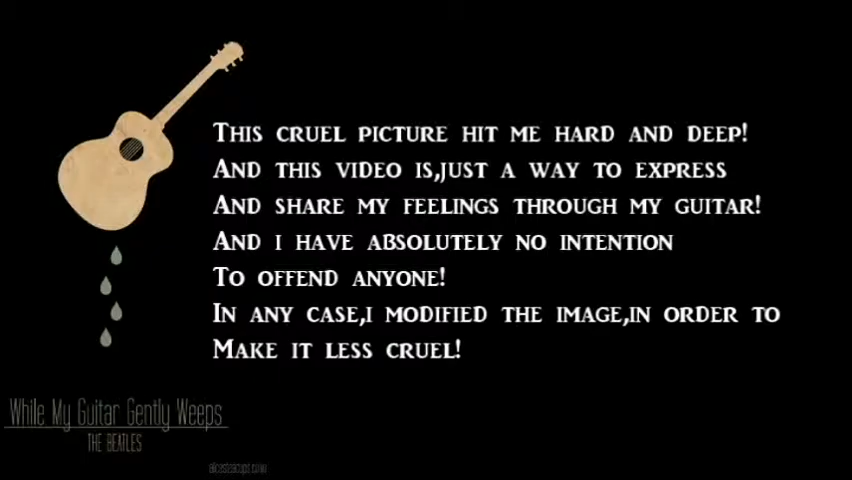 THIS CRUEL PICTURE HIT ME HARD AND DEEP!
AND THIS VIDEO IS,JUST A WAY TO EXPRESS
AND SHARE MY FEELINGS THROUGH MY GUITAR!
AND I HAVE ABSOLUTELY NO INTENTION
TO OFFEND ANYONE!
IN ANY CASE,I MODIFIED THE IMAGE,IN ORDER TO
MAKE IT LESS CRUEL!
While My Guitar Gently Weeps
THE BEATLES